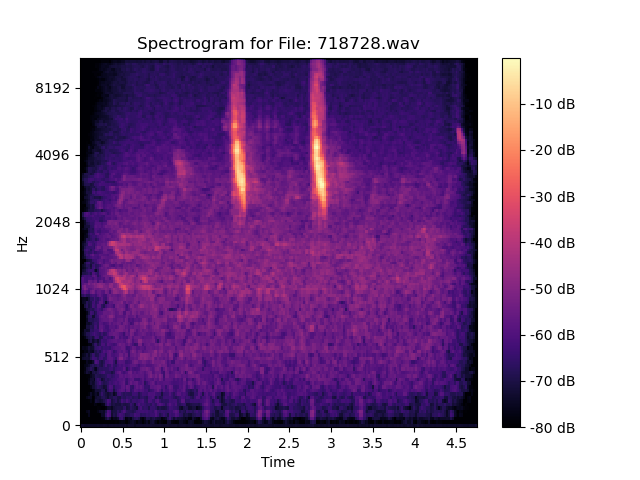 Spectrogram for File: 718728.wav
8192
4096
2048
1024
512
0
Hz
0
0.5
1
1.5
2
2.5
3
3.5
4
4.5
Time
-10 dB
-20 dB
-30 dB
-40 dB
-50 dB
-60 dB
-70 dB
-80 dB